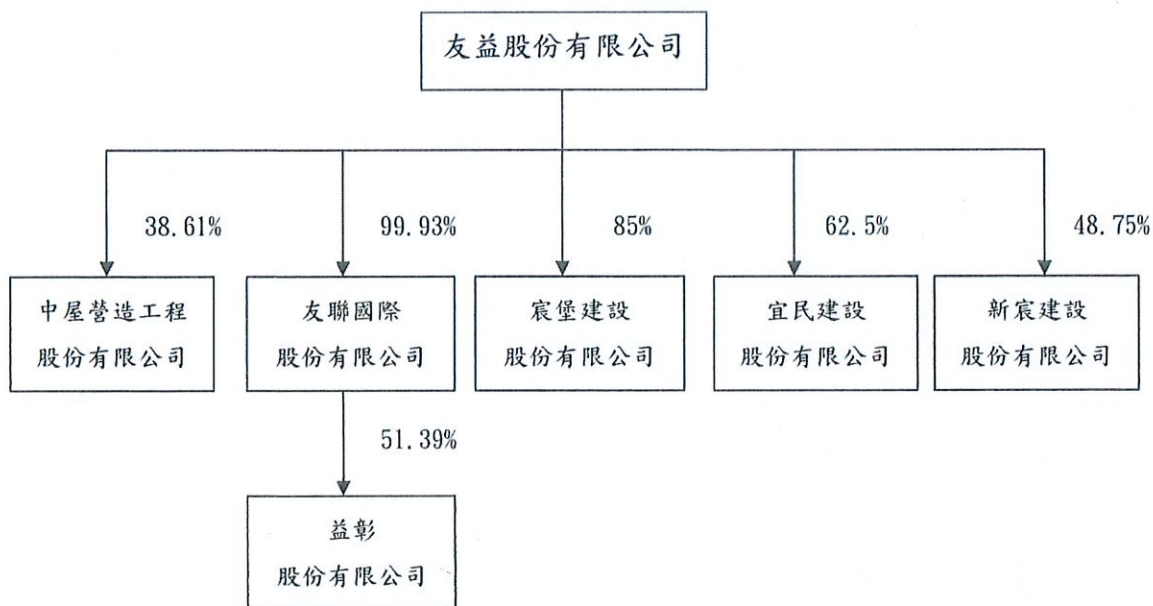 友益股份有限公司
38.61%
99.93%
85%
62.5%
48.75%
中屋營造工程
股份有限公司
友聯國際
股份有限公司
宸堡建設
股份有限公司
宜民建設
股份有限公司
新宸建設
股份有限公司
51.39%
益彰
股份有限公司